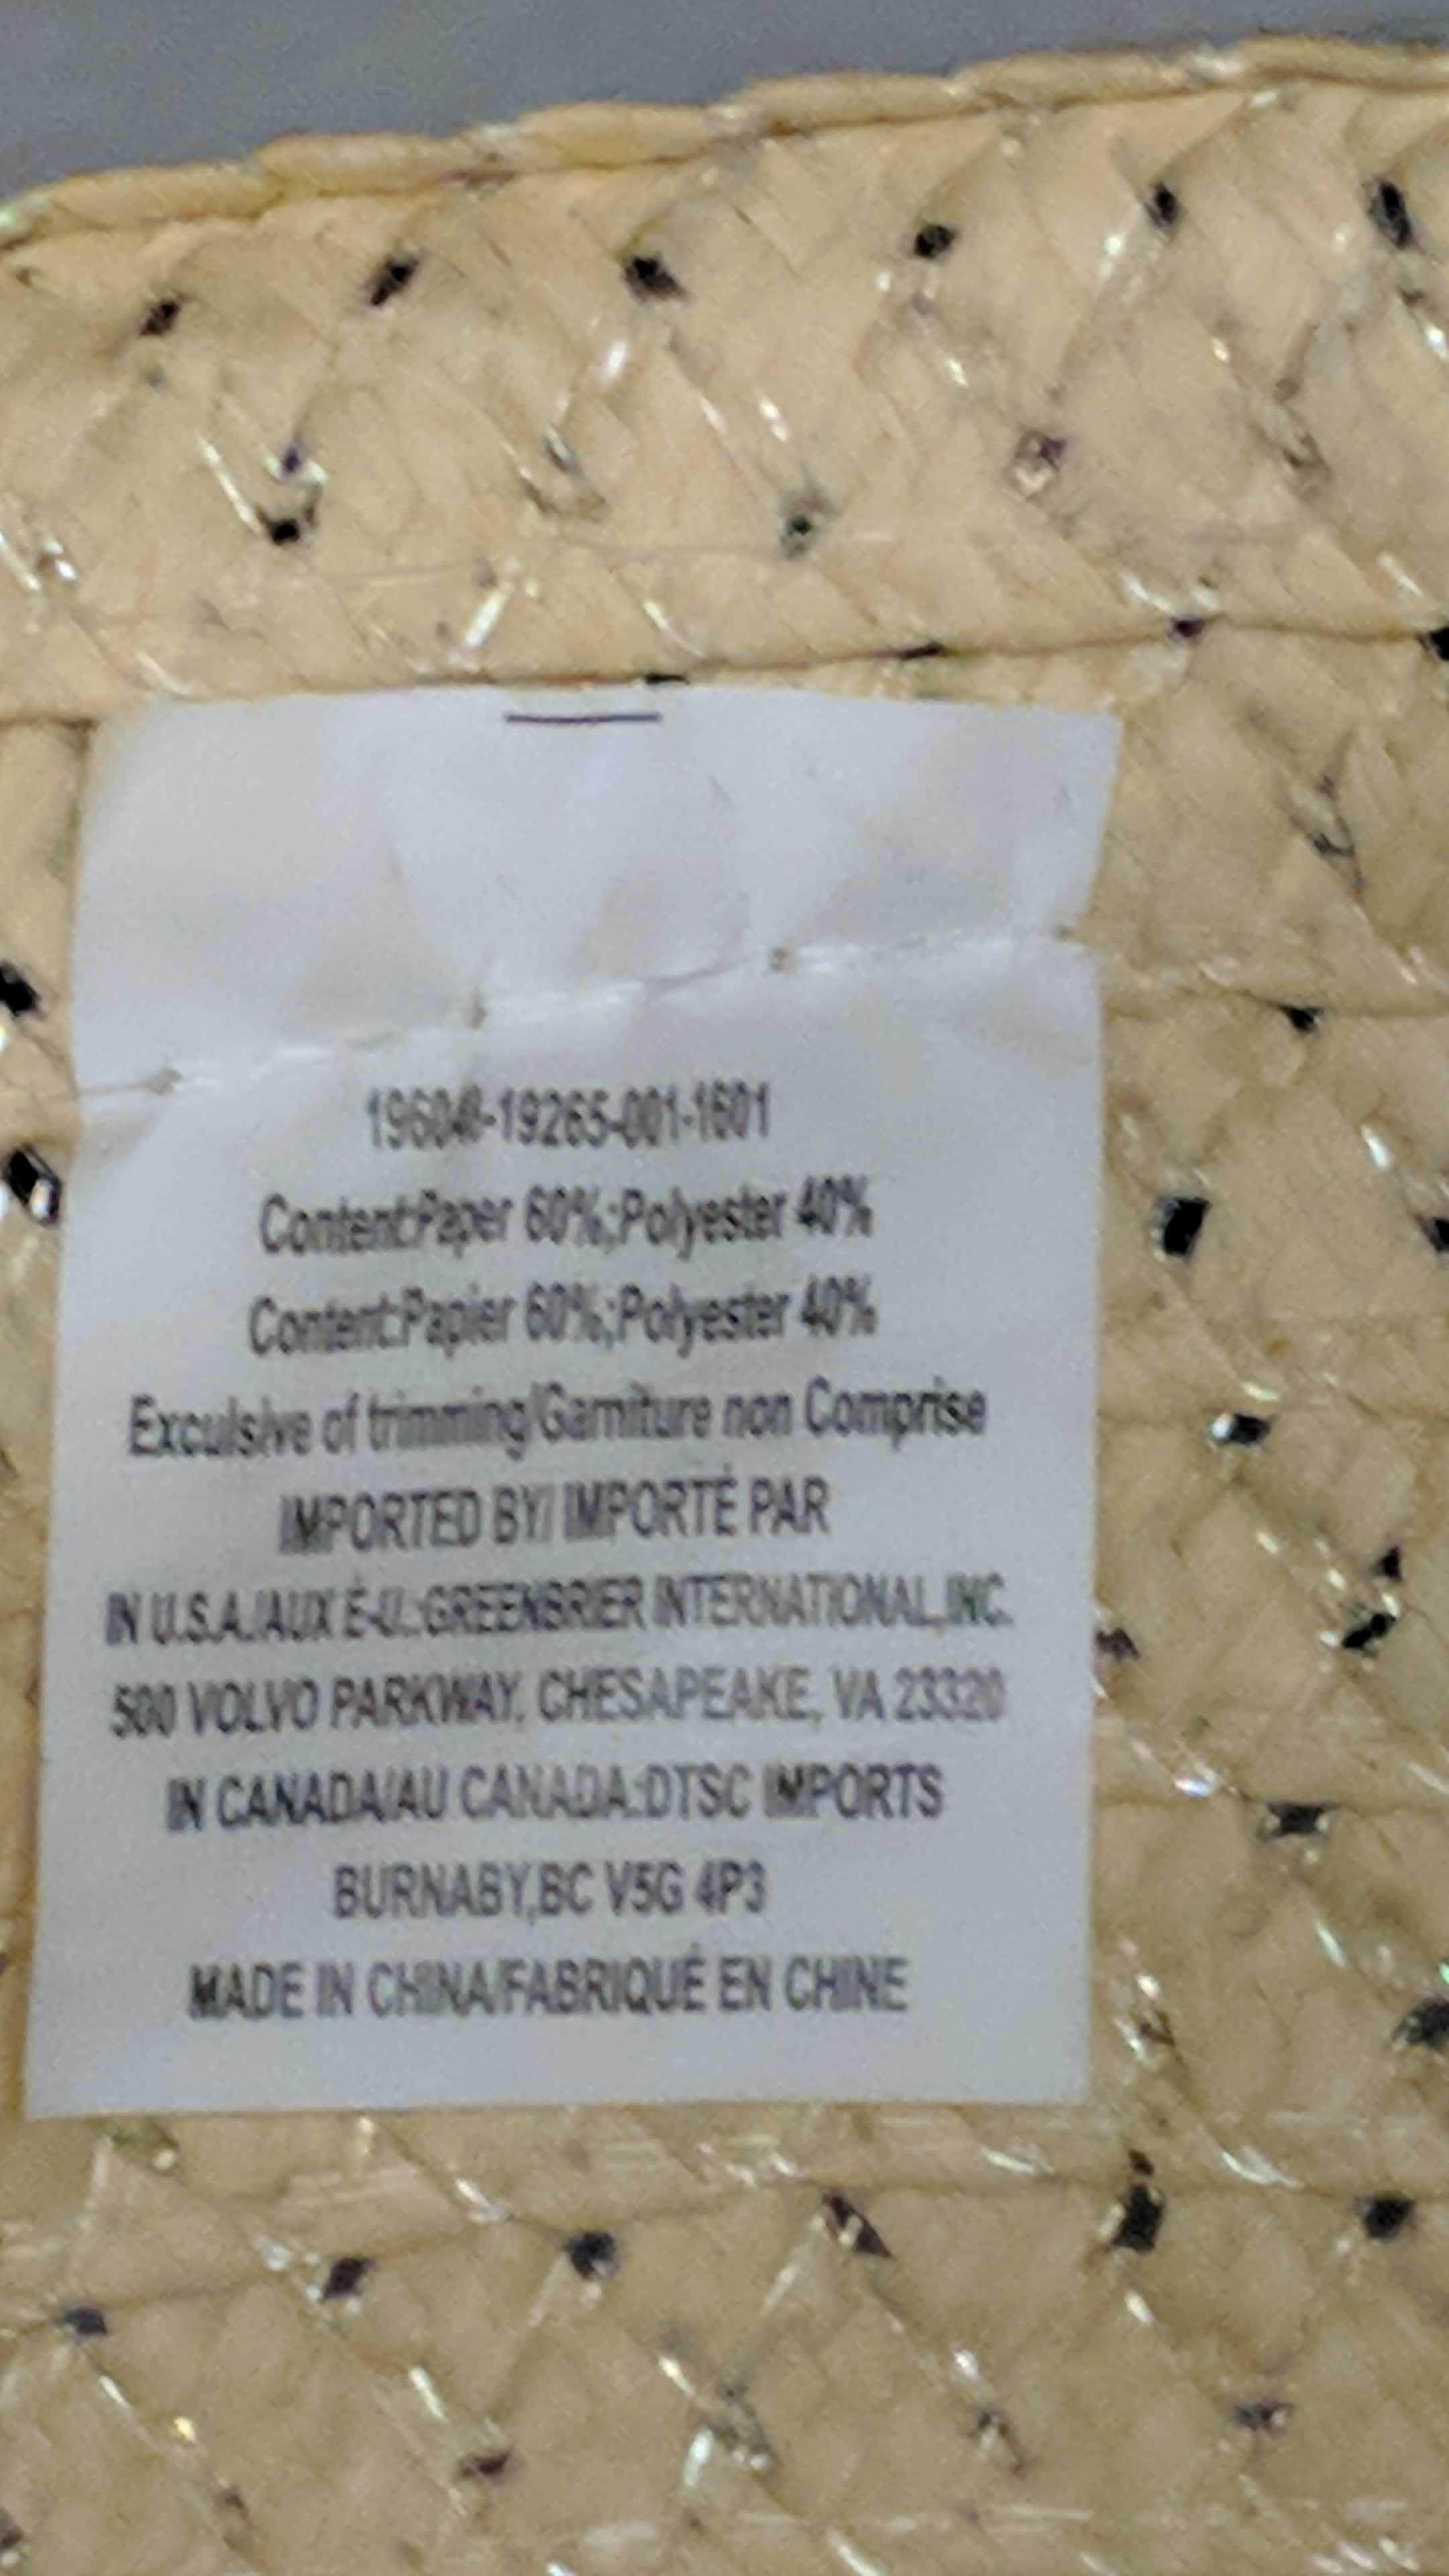 19604#-19265-001-1601
Content:Paper 60%;Polyester 40%
Content:Papier 60%;Polyester 40%
Exculsive of trimming/Garniture non Comprise
IMPORTED BY/ IMPORTÉ PAR
IN U.S.A./AUX É-U.:GREENBRIER INTERNATIONAL,INC.
500 VOLVO PARKWAY, CHESAPEAKE, VA 23320
IN CANADA/AU CANADA:DTSC IMPORTS
BURNABY,BC V5G 4P3
MADE IN CHINA/FABRIQUÉ EN CHINE